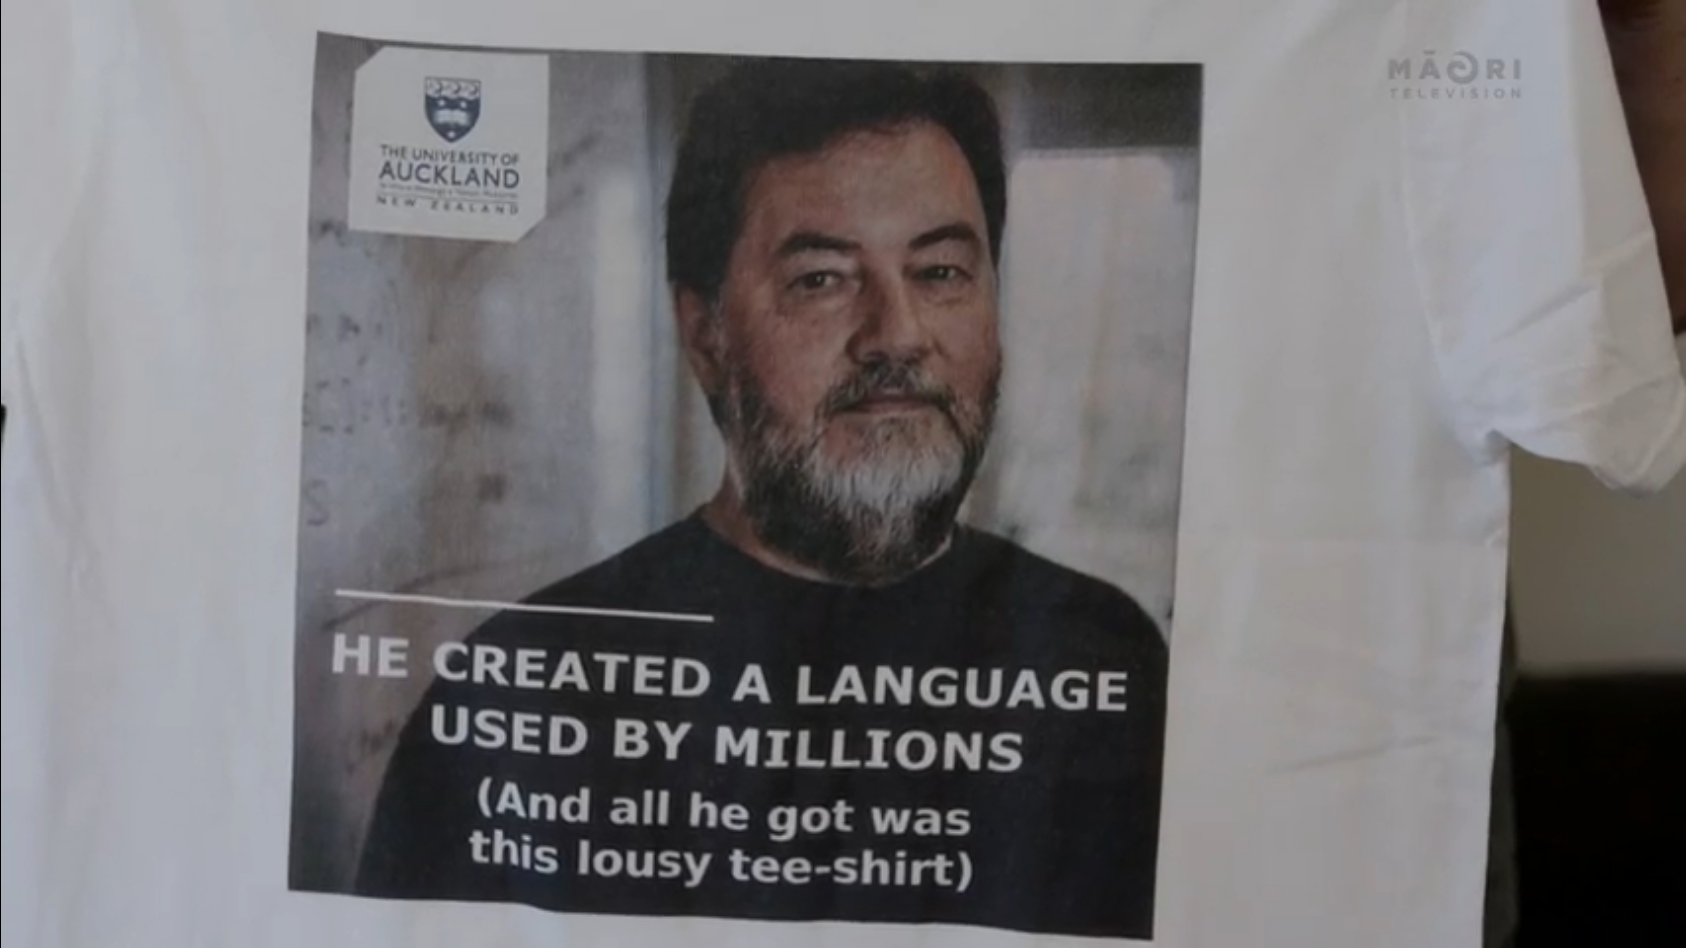 MĀORI
TELEVISION
THE UNIVERSITY OF
AUCKLAND
NEW ZEALAND
HE CREATED A LANGUAGE
USED BY MILLIONS
(And all he got was
this lousy tee-shirt)